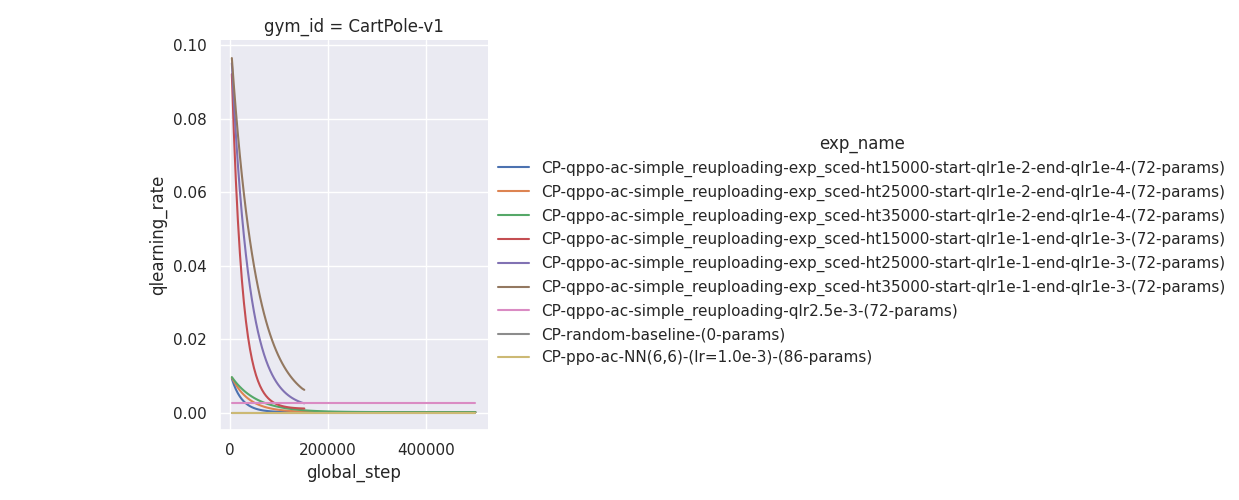 gym_id = CartPole-v1
0.10
0.08
0.06
0.04
0.02
0.00
qlearning_rate
0
200000
400000
global_step
exp_name
CP-qppo-ac-simple_reuploading-exp_sced-ht15000-start-qlr1e-2-end-qlr1e-4-(72-params)
CP-qppo-ac-simple_reuploading-exp_sced-ht25000-start-qlr1e-2-end-qlr1e-4-(72-params)
CP-qppo-ac-simple_reuploading-exp_sced-ht35000-start-qlr1e-2-end-qlr1e-4-(72-params)
CP-qppo-ac-simple_reuploading-exp_sced-ht15000-start-qlr1e-1-end-qlr1e-3-(72-params)
CP-qppo-ac-simple_reuploading-exp_sced-ht25000-start-qlr1e-1-end-qlr1e-3-(72-params)
CP-qppo-ac-simple_reuploading-exp_sced-ht35000-start-qlr1e-1-end-qlr1e-3-(72-params)
CP-qppo-ac-simple_reuploading-qlr2.5e-3-(72-params)
CP-random-baseline-(0-params)
CP-ppo-ac-NN(6,6)-(lr=1.0e-3)-(86-params)